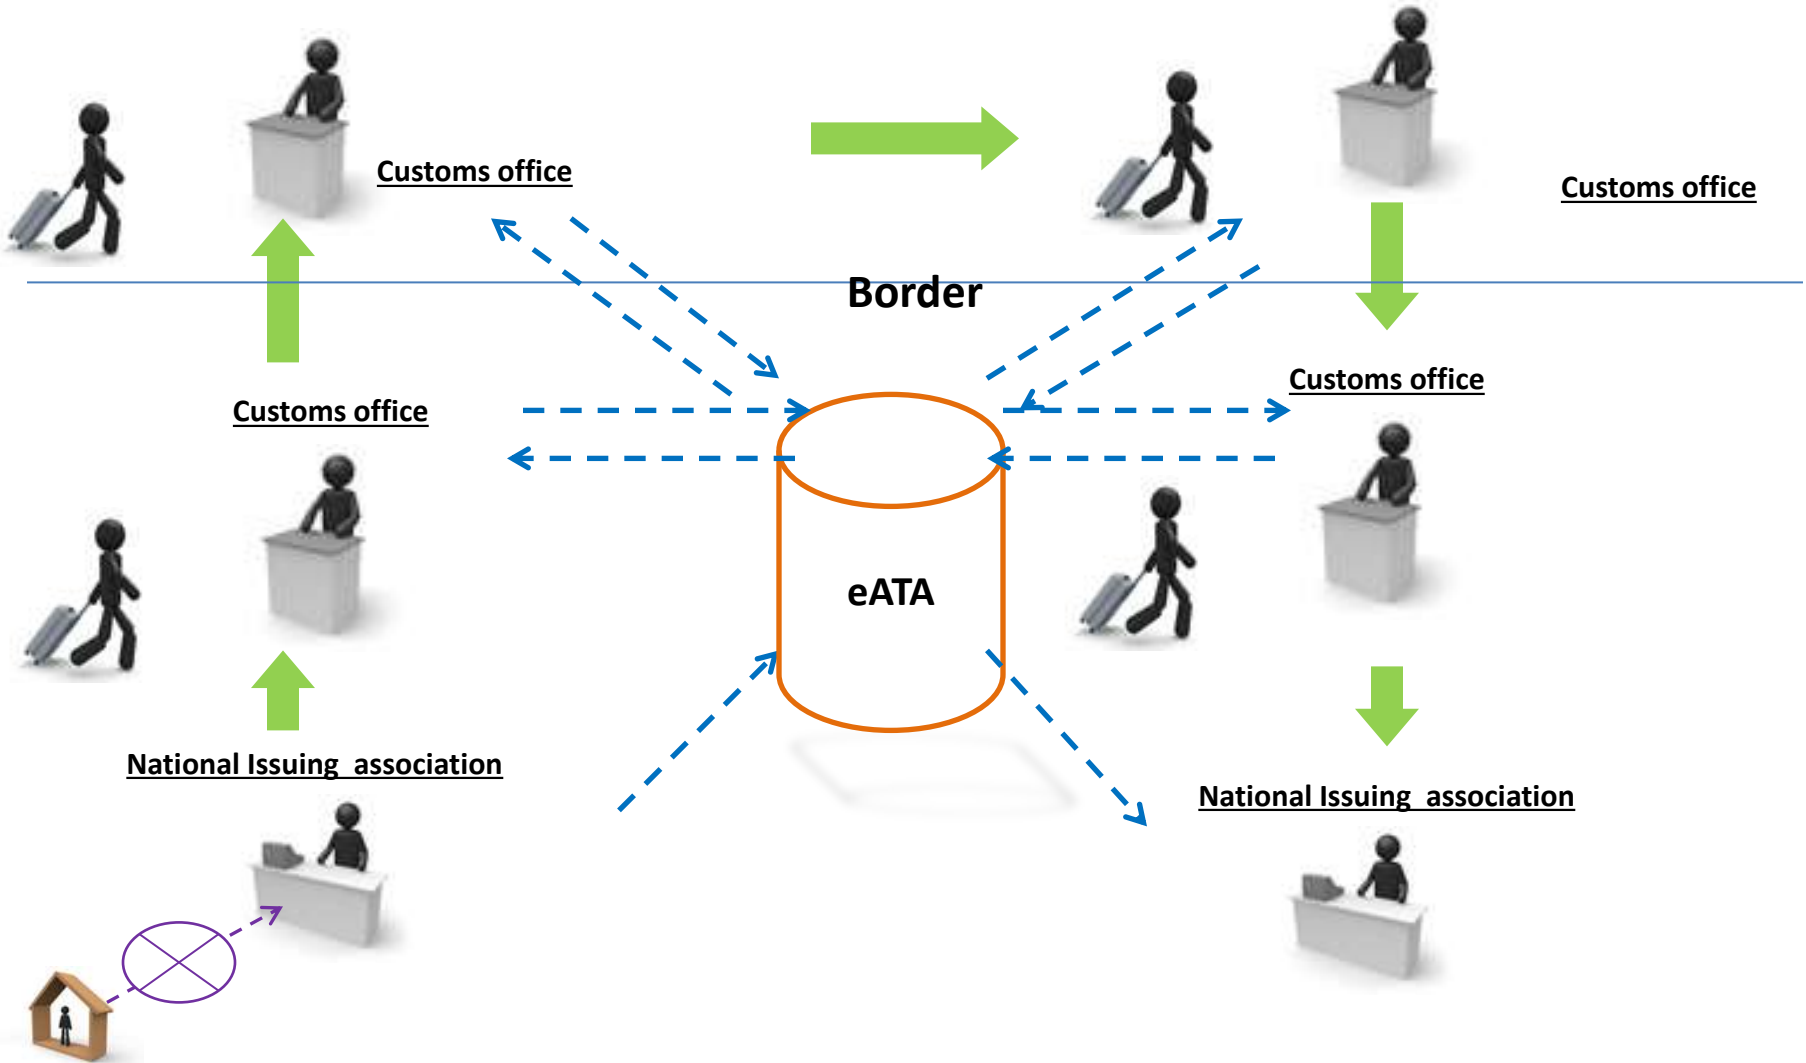 Customs office
Customs office
Border
Customs office
Customs office
eATA
National Issuing  association
National Issuing  association